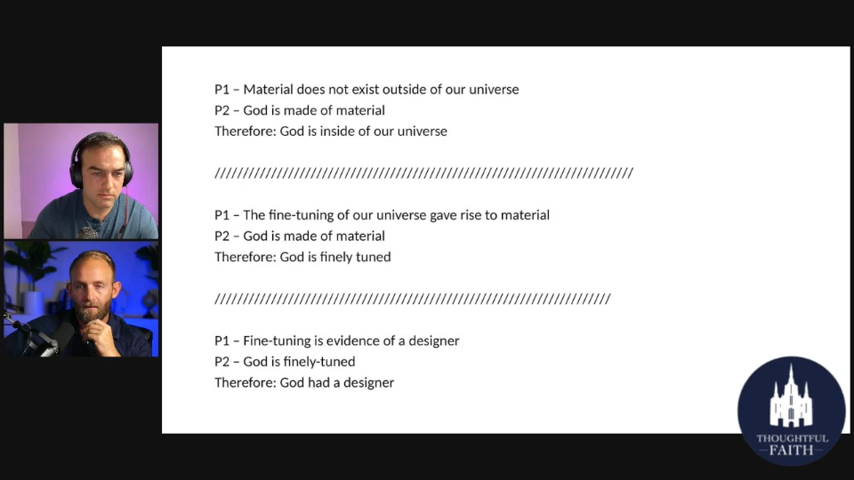 P1 – Material does not exist outside of our universe
P2 – God is made of material
Therefore: God is inside of our universe
///////////////////////////////////////////////////////////////////////////
P1 – The fine-tuning of our universe gave rise to material
P2 – God is made of material
Therefore: God is finely tuned
///////////////////////////////////////////////////////////////////////
P1 – Fine-tuning is evidence of a designer
P2 – God is finely-tuned
Therefore: God had a designer
THOUGHTFUL
FAITH